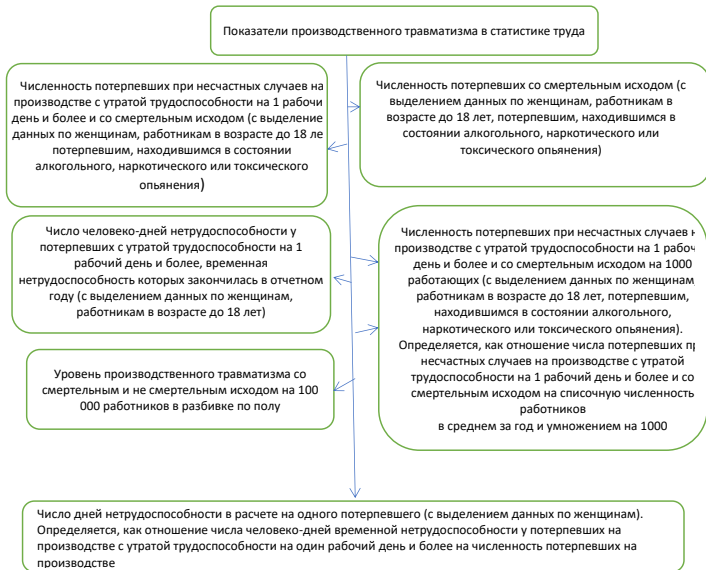 Показатели производственного травматизма в статистике труда
Численность потерпевших при несчастных случаев на
производстве с утратой трудоспособности на 1 рабочи
день и более и со смертельным исходом (с выделение
данных по женщинам, работникам в возрасте до 18 ле
потерпевшим, находившимся в состоянии
алкогольного, наркотического или токсического
опьянения)
Численность потерпевших со смертельным исходом (с
выделением данных по женщинам, работникам в
возрасте до 18 лет, потерпевшим, находившимся в
состоянии алкогольного, наркотического или
токсического опьянения)
Число человеко-дней нетрудоспособности у
потерпевших с утратой трудоспособности на 1
рабочий день и более, временная
нетрудоспособность которых закончилась в отчетном
году (с выделением данных по женщинам,
работникам в возрасте до 18 лет)
Численность потерпевших при несчастных случаев н
производстве с утратой трудоспособности на 1 рабоч
день и более и со смертельным исходом на 1000
работающих (с выделением данных по женщинам
работникам в возрасте до 18 лет, потерпевшим,
находившимся в состоянии алкогольного,
наркотического или токсического опьянения).
Определяется, как отношение числа потерпевших пр
несчастных случаев на производстве с утратой
трудоспособности на 1 рабочий день и более и со
смертельным исходом на списочную численность
работников
в среднем за год и умножением на 1000
Уровень производственного травматизма со
смертельным и не смертельным исходом на 100
000 работников в разбивке по полу
Число дней нетрудоспособности в расчете на одного потерпевшего (с выделением данных по женщинам).
Определяется, как отношение числа человеко-дней временной нетрудоспособности у потерпевших на
производстве с утратой трудоспособности на один рабочий день и более на численность потерпевших на
производстве